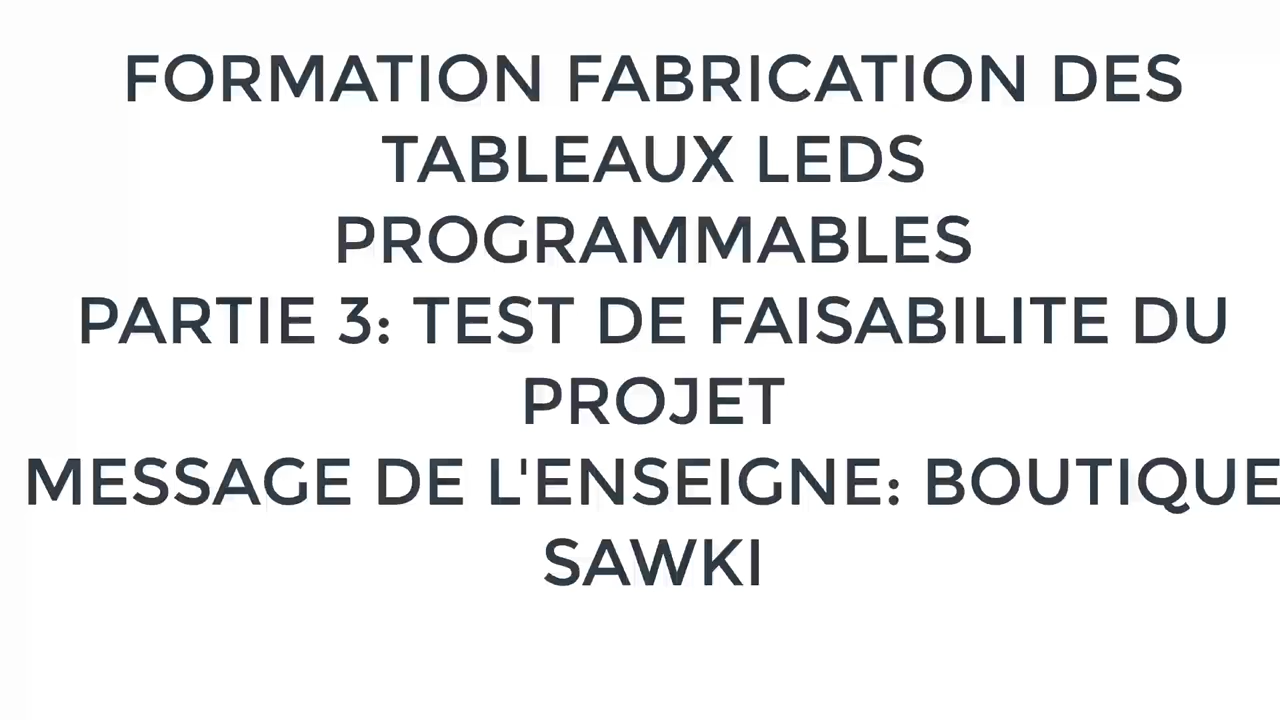 FORMATION FABRICATION DES
TABLEAUX LEDS
PROGRAMMABLES
PARTIE 3: TEST DE FAISABILITE DU
PROJET
MESSAGE DE L'ENSEIGNE: BOUTIQUE
SAWKI